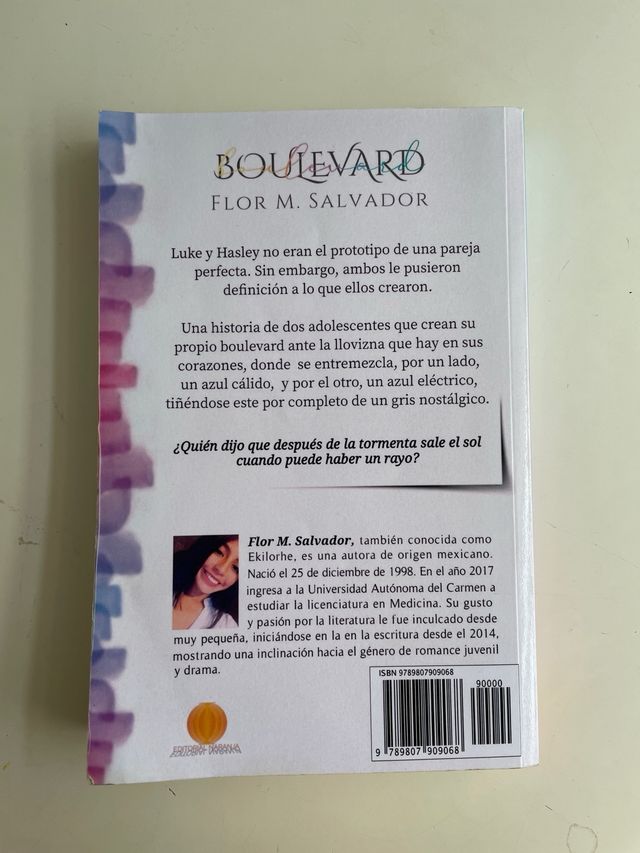 BOULEVARD
FLOR M. SALVADOR
Luke y Hasley no eran el prototipo de una pareja
perfecta. Sin embargo, ambos le pusieron
definición a lo que ellos crearon.
Una historia de dos adolescentes que crean su
propio boulevard ante la llovizna que hay en sus
corazones, donde se entremezcla, por un lado,
un azul cálido, y por el otro, un azul eléctrico,
tiñéndose este por completo de un gris nostálgico.
¿Quién dijo que después de la tormenta sale el sol
cuando puede haber un rayo?
Flor M. Salvador, también conocida como
Ekilorhe, es una autora de origen mexicano.
Nació el 25 de diciembre de 1998. En el año 2017
ingresa a la Universidad Autónoma del Carmen a
estudiar la licenciatura en Medicina. Su gusto
y pasión por la literatura le fue inculcado desde
muy pequeña, iniciándose en la en la escritura desde el 2014,
mostrando una inclinación hacia el género de romance juvenil
y drama.
ISBN 9789807909068
90000
9 789807 909068
EDITORIAL NARANJA